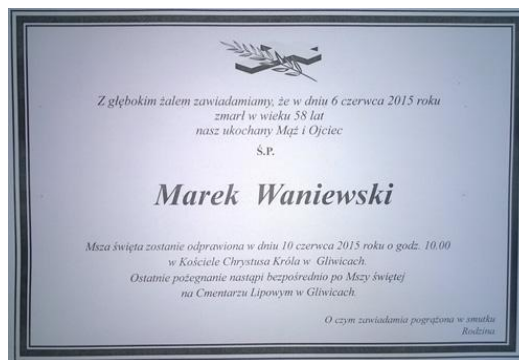 Z głębokim żalem zawiadamiamy, że w dniu 6 czerwca 2015 roku
zmarł w wieku 58 lat
nasz ukochany Mąż i Ojciec
Ś.P.
Marek Waniewski
Msza święta zostanie odprawiona w dniu 10 czerwca 2015 roku o godz. 10.00
w Kościele Chrystusa Króla w Gliwicach.
Ostatnie pożegnanie nastąpi bezpośrednio po Mszy świętej
na Cmentarzu Lipowym w Gliwicach.
O czym zawiadamia pogrążona w smutku
Rodzina